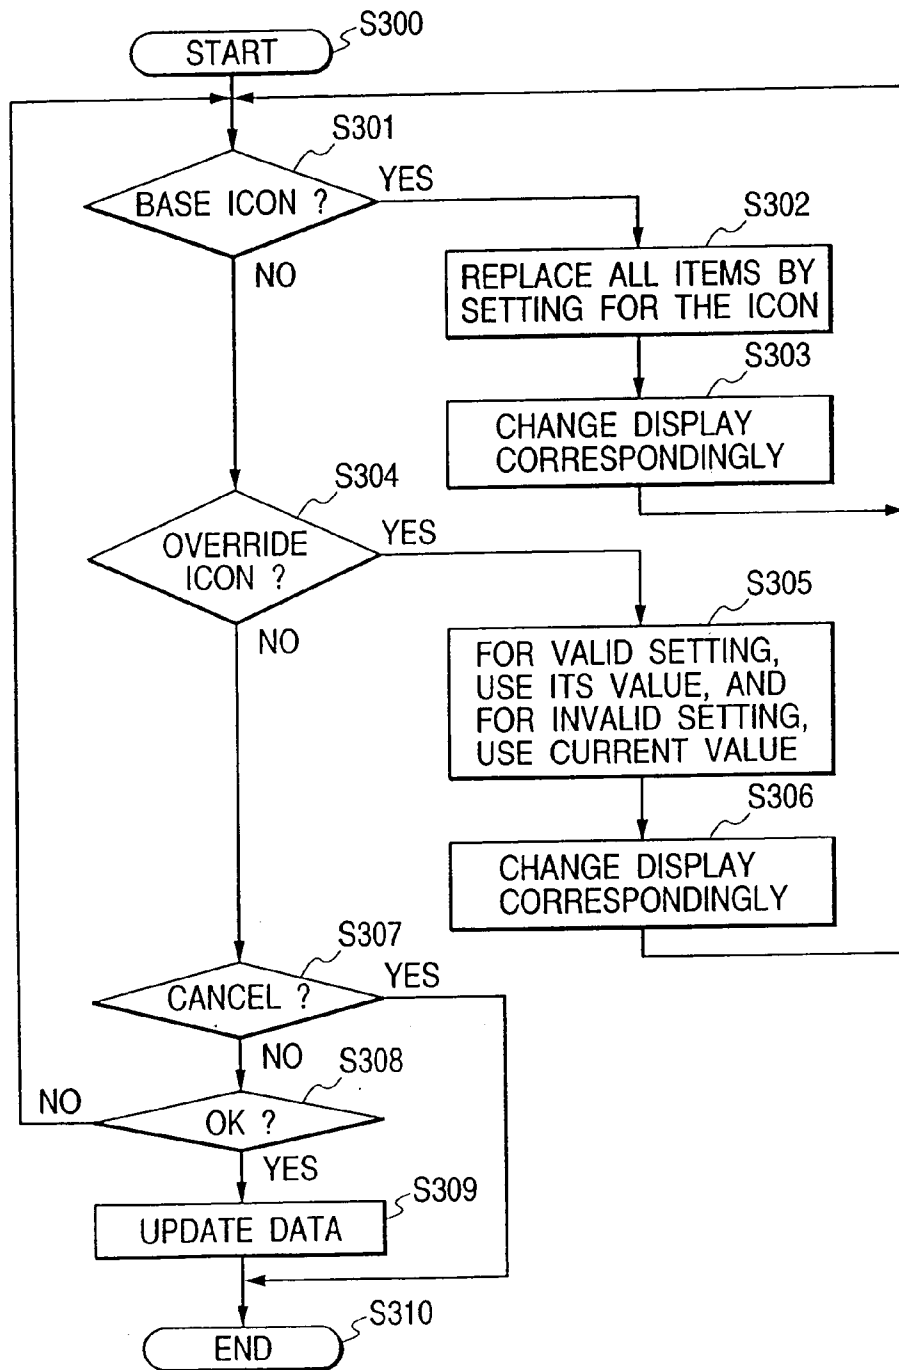 S300
START
S301
BASE ICON ?
YES
NO
S302
REPLACE ALL ITEMS BY
SETTING FOR THE ICON
S303
CHANGE DISPLAY
CORRESPONDINGLY
S304
OVERRIDE
ICON ?
YES
NO
S305
FOR VALID SETTING,
USE ITS VALUE, AND
FOR INVALID SETTING,
USE CURRENT VALUE
S306
CHANGE DISPLAY
CORRESPONDINGLY
S307
CANCEL ?
YES
NO
S308
OK ?
NO
YES
S309
UPDATE DATA
S310
END